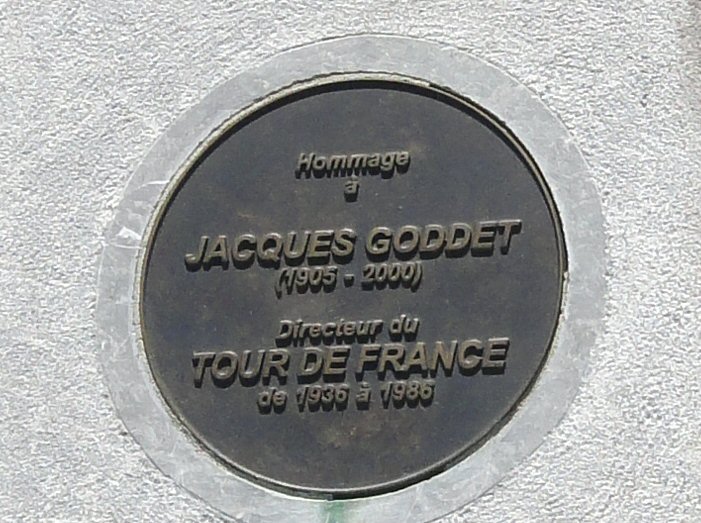 Hommage
à
JACQUES GODDET
(1905 - 2000)
Directeur du
TOUR DE FRANCE
de 1936 à 1986